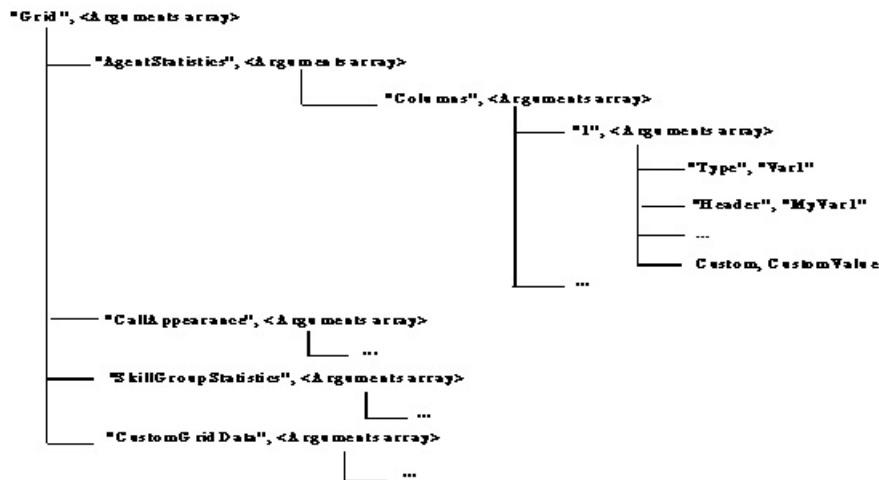 "Grid", <Arguments array>
"AgentStatistics", <Arguments array>
"Columns", <Arguments array>
"1", <Arguments array>
"Type", "Var1"
"Header", "MyVar1"
...
Custom, CustomValue
...
"CallAppearance", <Arguments array>
...
"SkillGroupStatistics", <Arguments array>
...
"CustomGridData", <Arguments array>
...